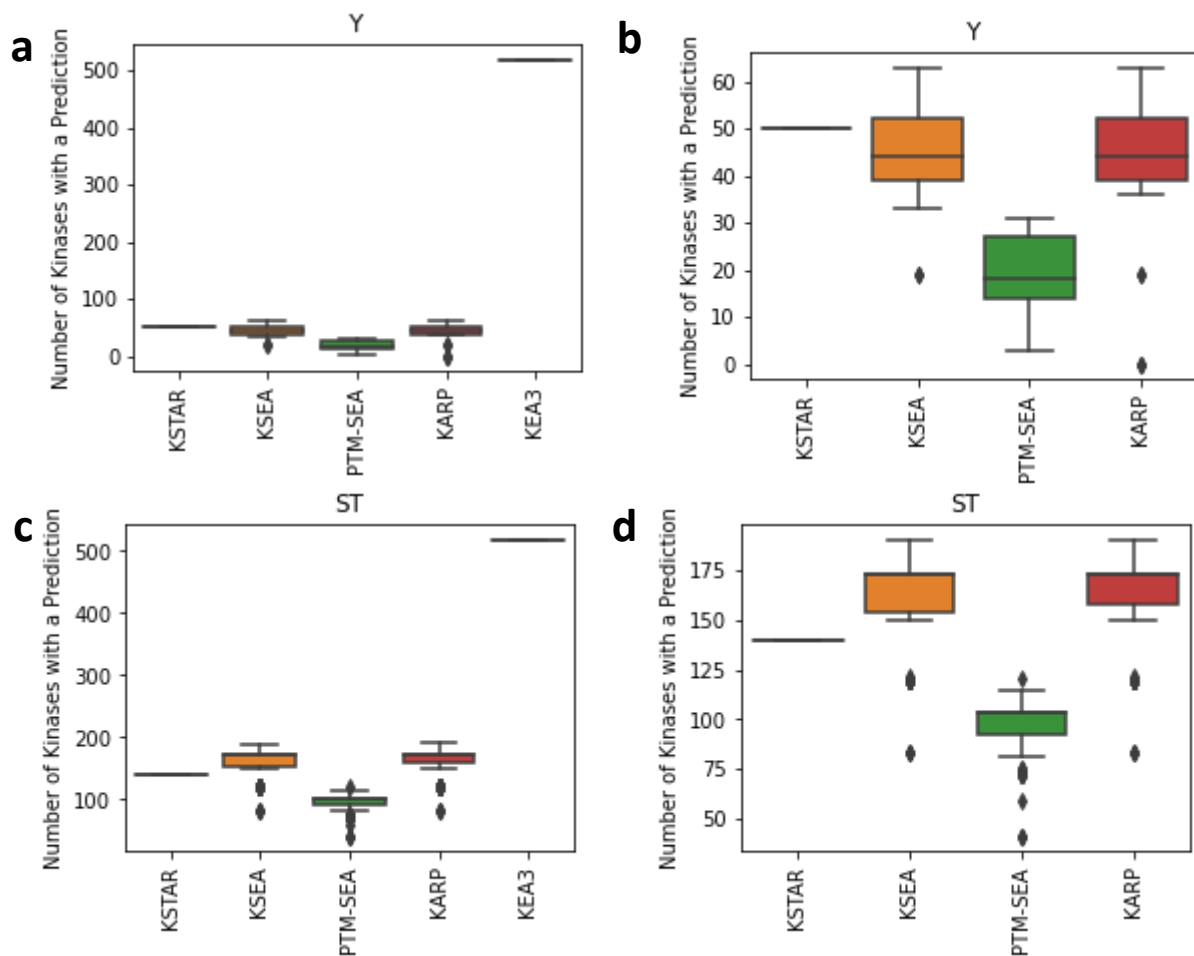 a
Y
Number of Kinases with a Prediction
500
400
300
200
100
0
KSTAR
KSEA
PTM-SEA
KARP
KEA3
b
Y
Number of Kinases with a Prediction
60
50
40
30
20
10
0
KSTAR
KSEA
PTM-SEA
KARP
c
ST
Number of Kinases with a Prediction
500
400
300
200
100
KSTAR
KSEA
PTM-SEA
KARP
KEA3
d
ST
Number of Kinases with a Prediction
175
150
125
100
75
50
KSTAR
KSEA
PTM-SEA
KARP